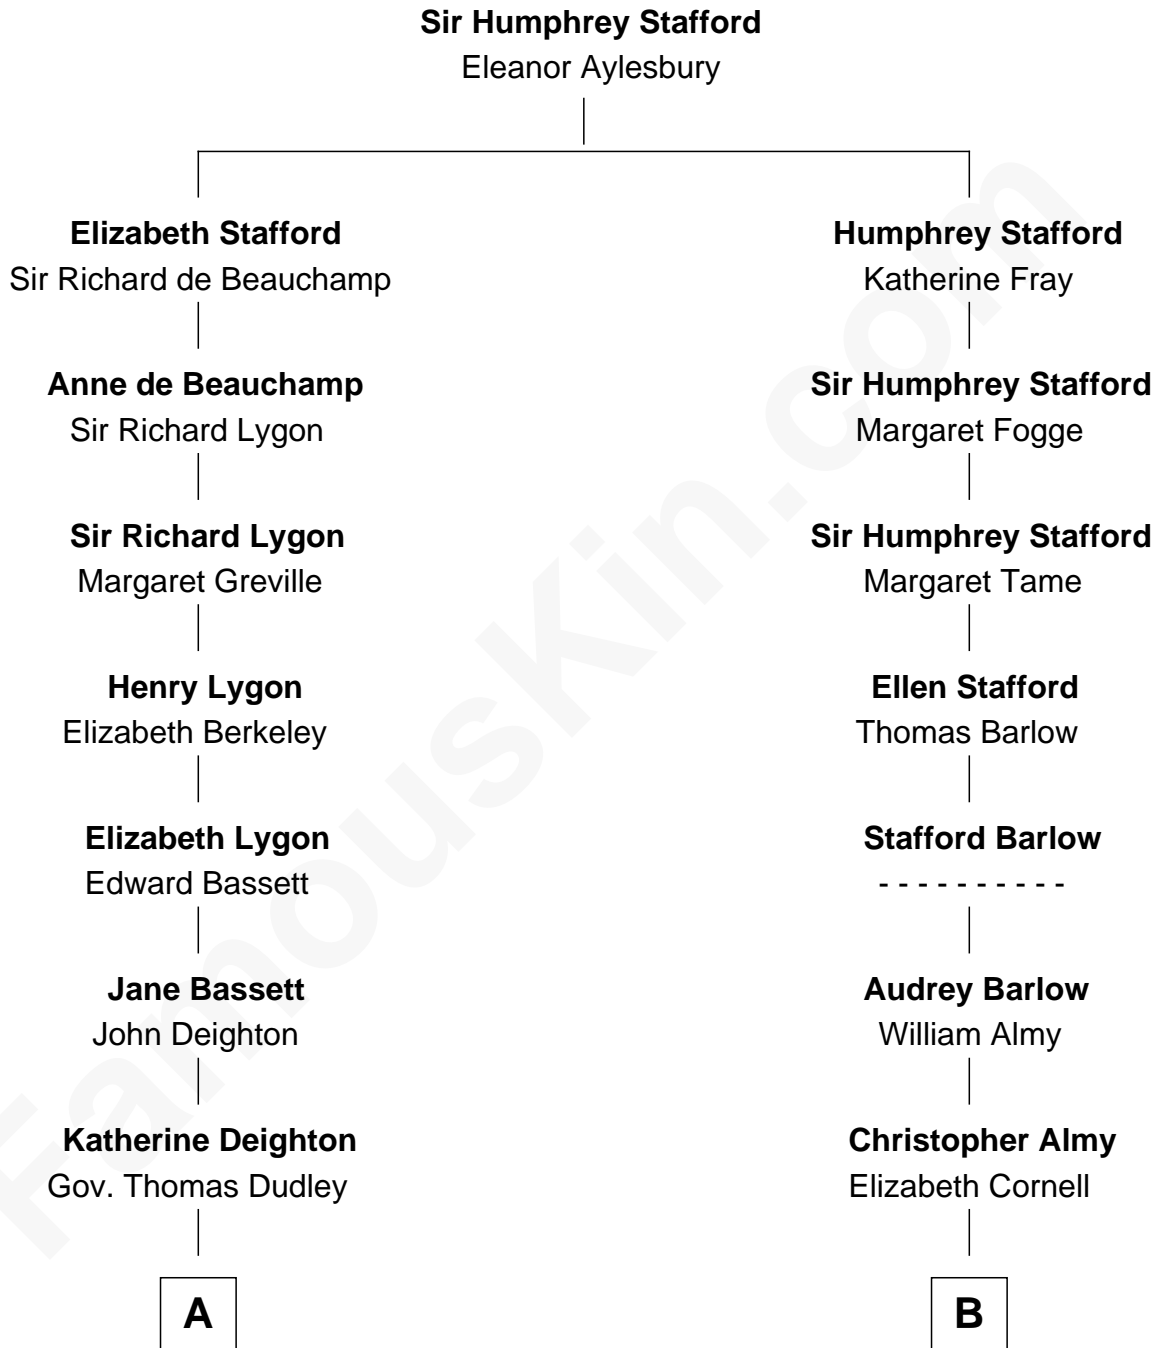 Sir Humphrey Stafford
Eleanor Aylesbury
Elizabeth Stafford
Sir Richard de Beauchamp
Humphrey Stafford
Katherine Fray
Anne de Beauchamp
Sir Richard Lygon
Sir Humphrey Stafford
Margaret Fogge
Sir Richard Lygon
Margaret Greville
Sir Humphrey Stafford
Margaret Tame
Henry Lygon
Elizabeth Berkeley
Ellen Stafford
Thomas Barlow
Elizabeth Lygon
Edward Bassett
Stafford Barlow
- - - - - - - - - -
Jane Bassett
John Deighton
Audrey Barlow
William Almy
Katherine Deighton
Gov. Thomas Dudley
Christopher Almy
Elizabeth Cornell
A
B
FamousKin.com